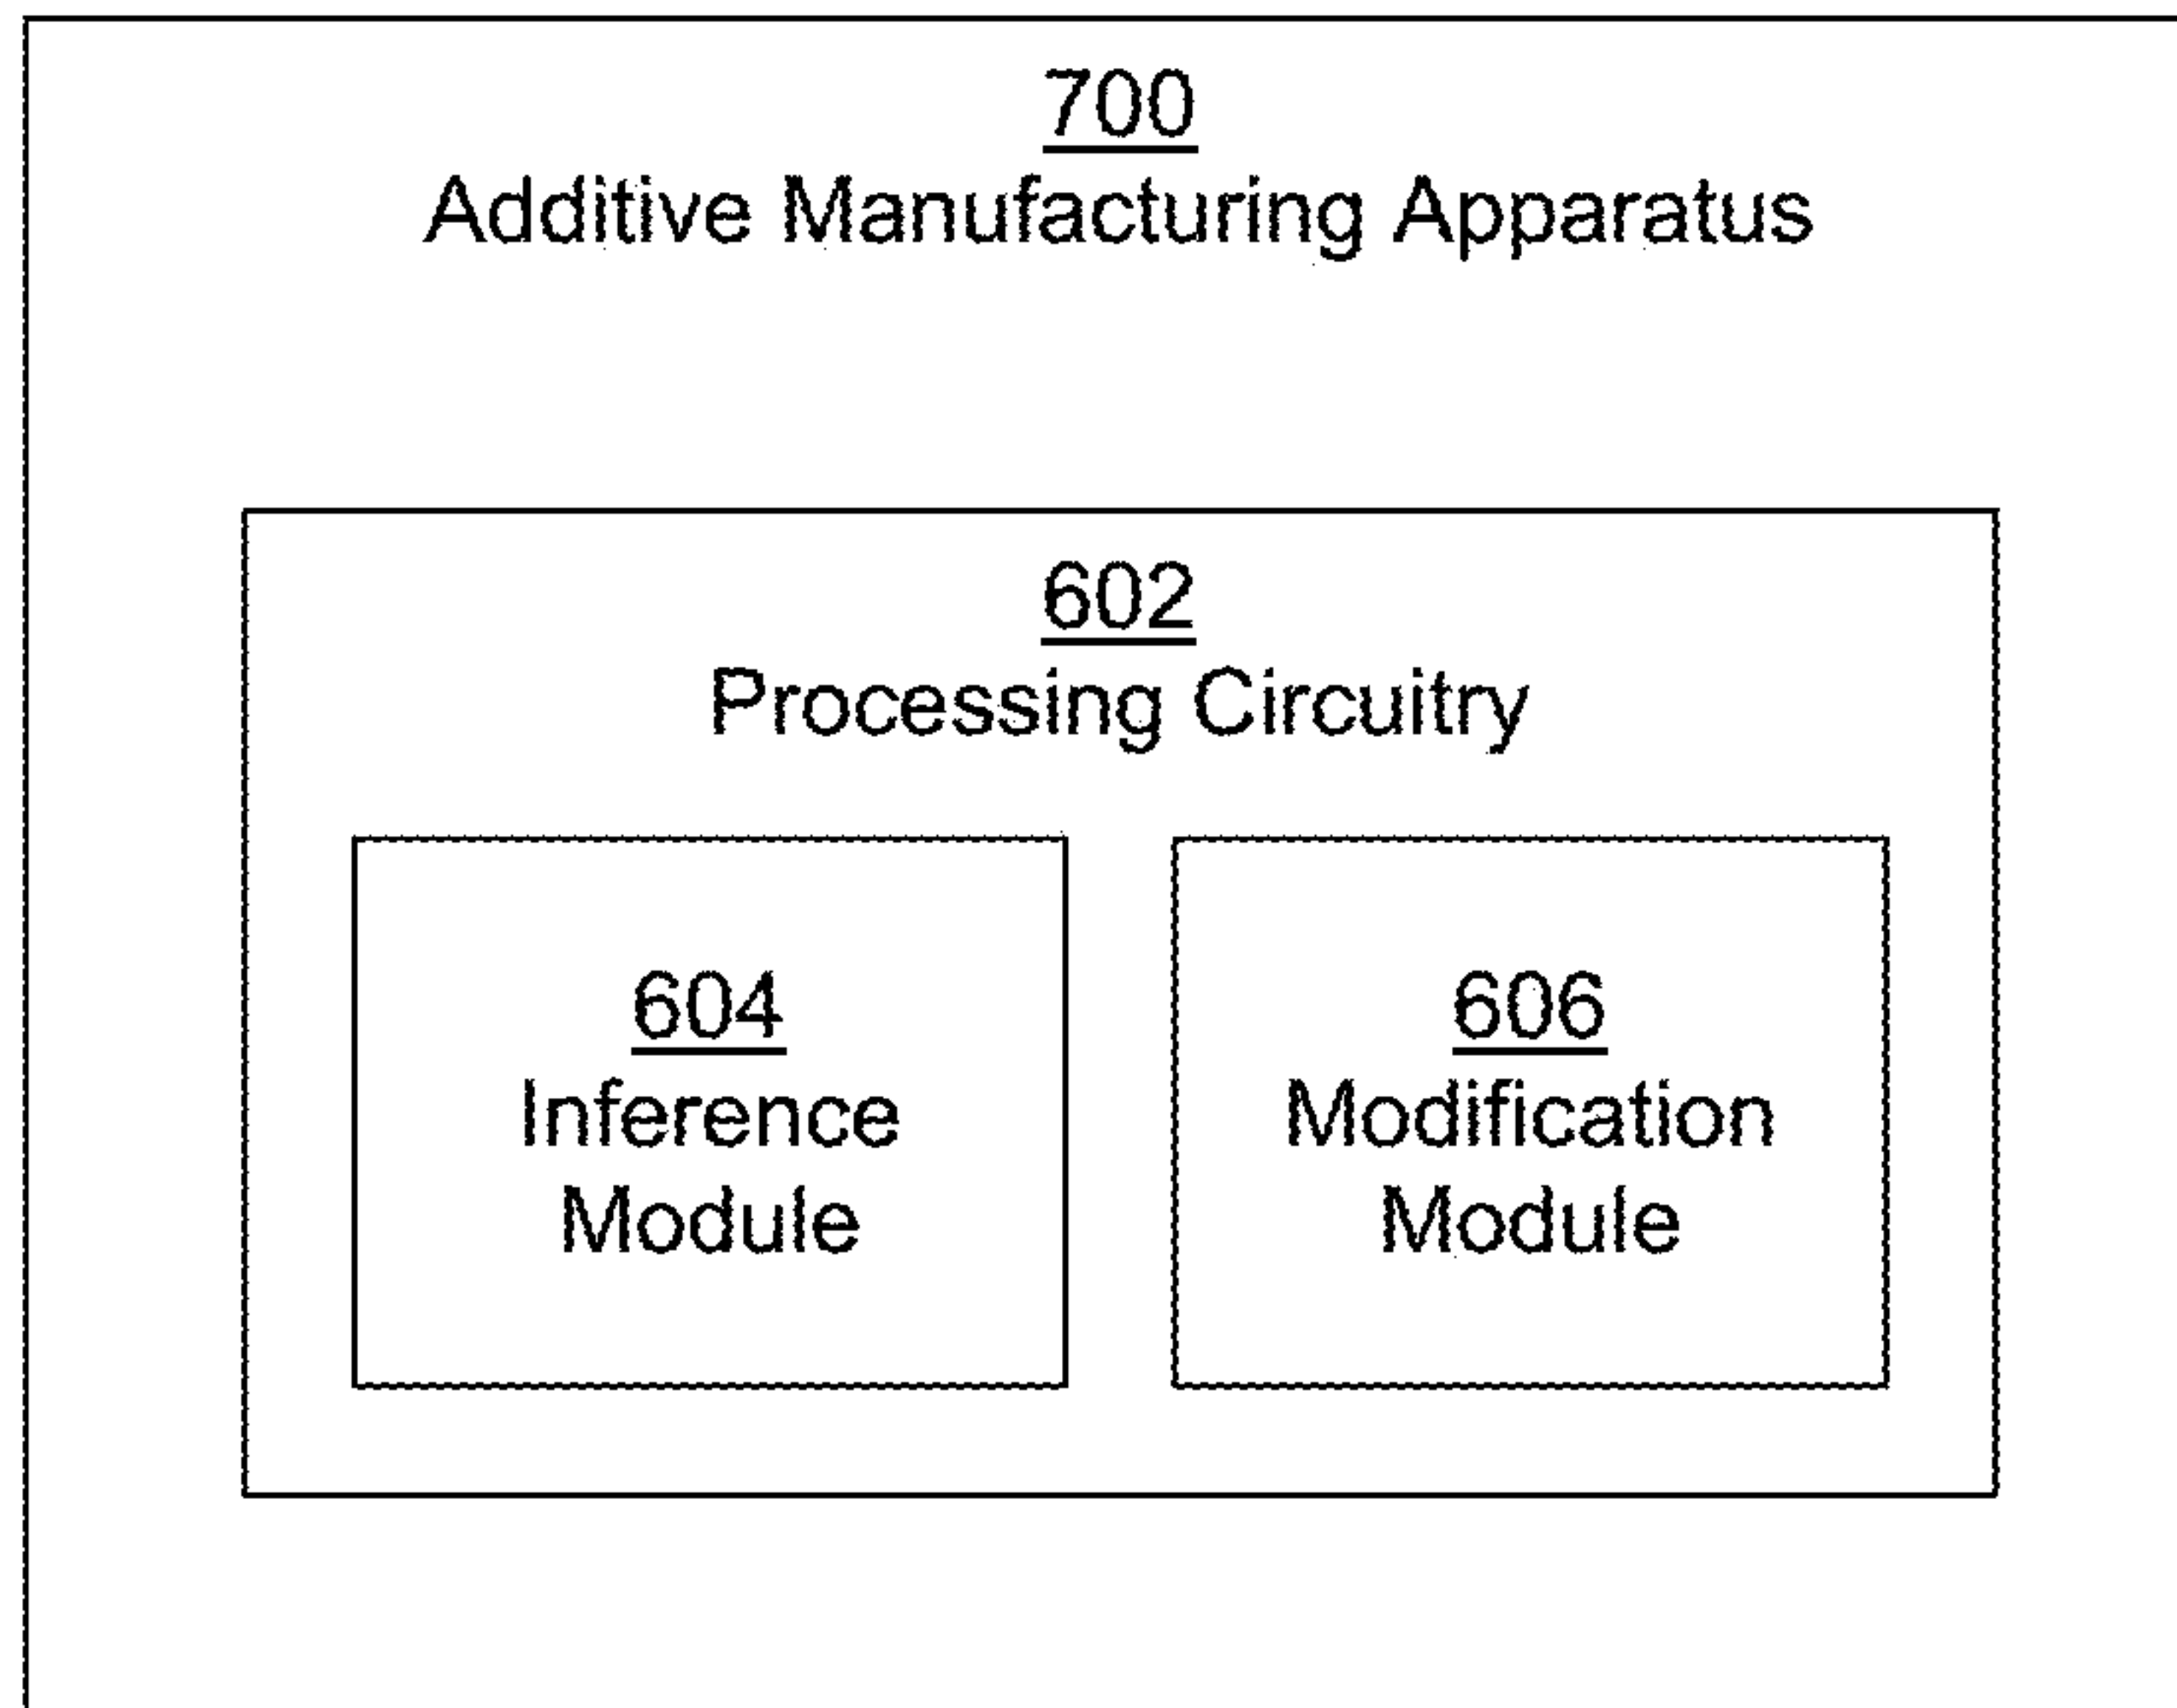 700
Additive Manufacturing Apparatus
602
Processing Circuitry
604
Inference
Module
606
Modification
Module